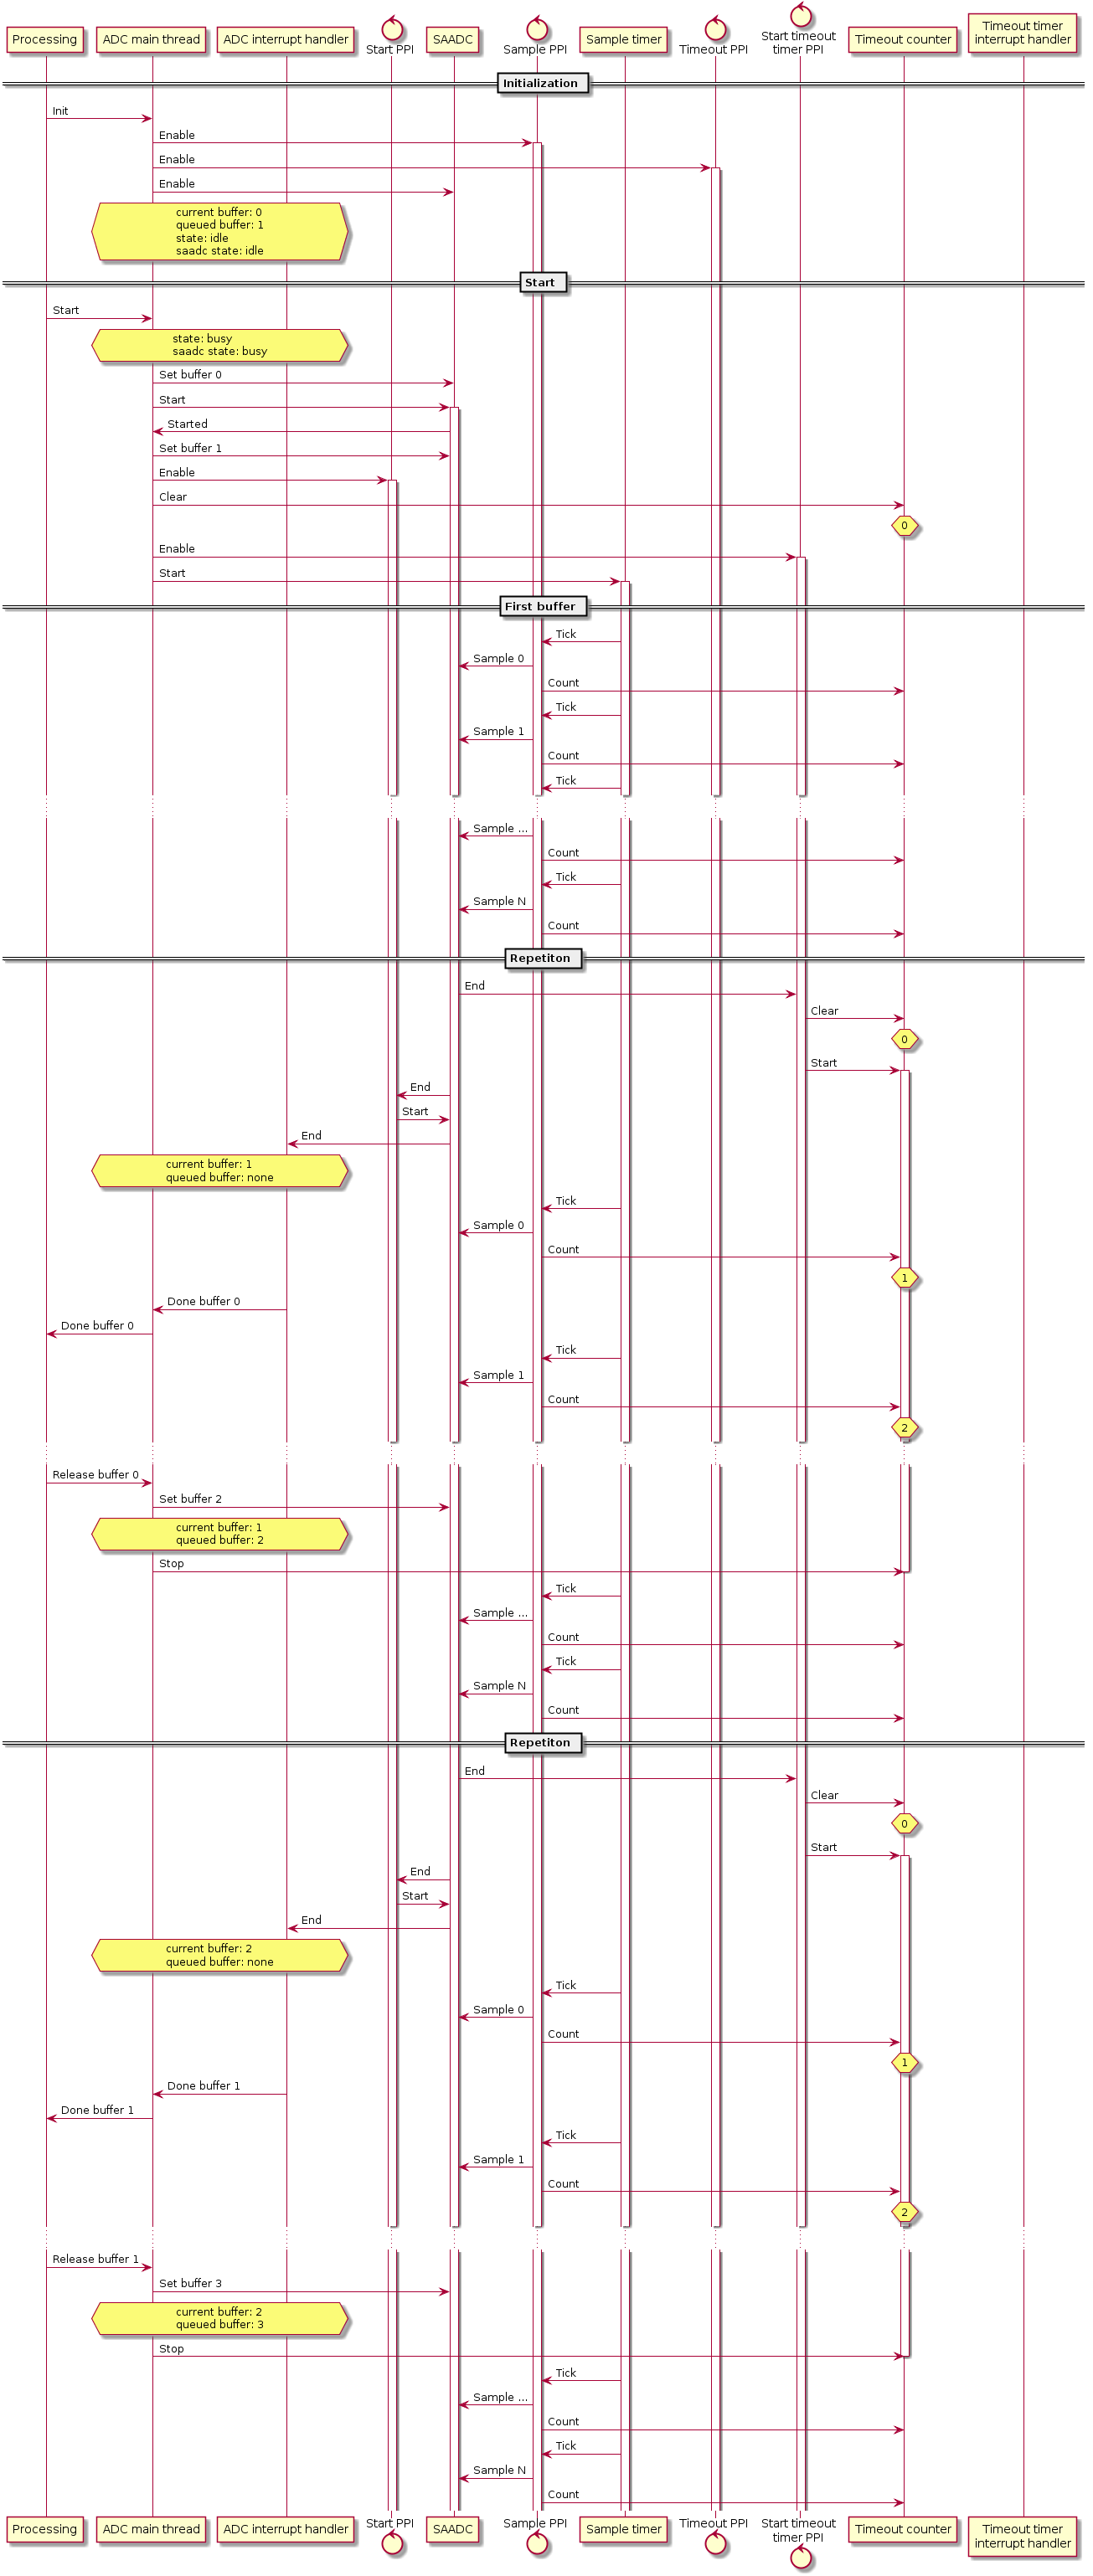 Processing
ADC main thread
ADC interrupt handler
Start PPI
SAADC
Sample PPI
Sample timer
Timeout PPI
Start timeout
timer PPI
Timeout counter
Timeout timer
interrupt handler
Initialization
Init
Enable
Enable
Enable
current buffer: 0
queued buffer: 1
state: idle
saadc state: idle
Start
Start
state: busy
saadc state: busy
Set buffer 0
Start
Started
Set buffer 1
Enable
Clear
0
Enable
Start
First buffer
Tick
Sample 0
Count
Tick
Sample 1
Count
Tick
Sample ...
Count
Tick
Sample N
Count
Repetiton
End
Clear
0
Start
End
Start
End
current buffer: 1
queued buffer: none
Tick
Sample 0
Count
1
Done buffer 0
Done buffer 0
Tick
Sample 1
Count
2
Release buffer 0
Set buffer 2
current buffer: 1
queued buffer: 2
Stop
Tick
Sample ...
Count
Tick
Sample N
Count
Repetiton
End
Clear
0
Start
End
Start
End
current buffer: 2
queued buffer: none
Tick
Sample 0
Count
1
Done buffer 1
Done buffer 1
Tick
Sample 1
Count
2
Release buffer 1
Set buffer 3
current buffer: 2
queued buffer: 3
Stop
Tick
Sample ...
Count
Tick
Sample N
Count
Processing
ADC main thread
ADC interrupt handler
Start PPI
SAADC
Sample PPI
Sample timer
Timeout PPI
Start timeout
timer PPI
Timeout counter
Timeout timer
interrupt handler